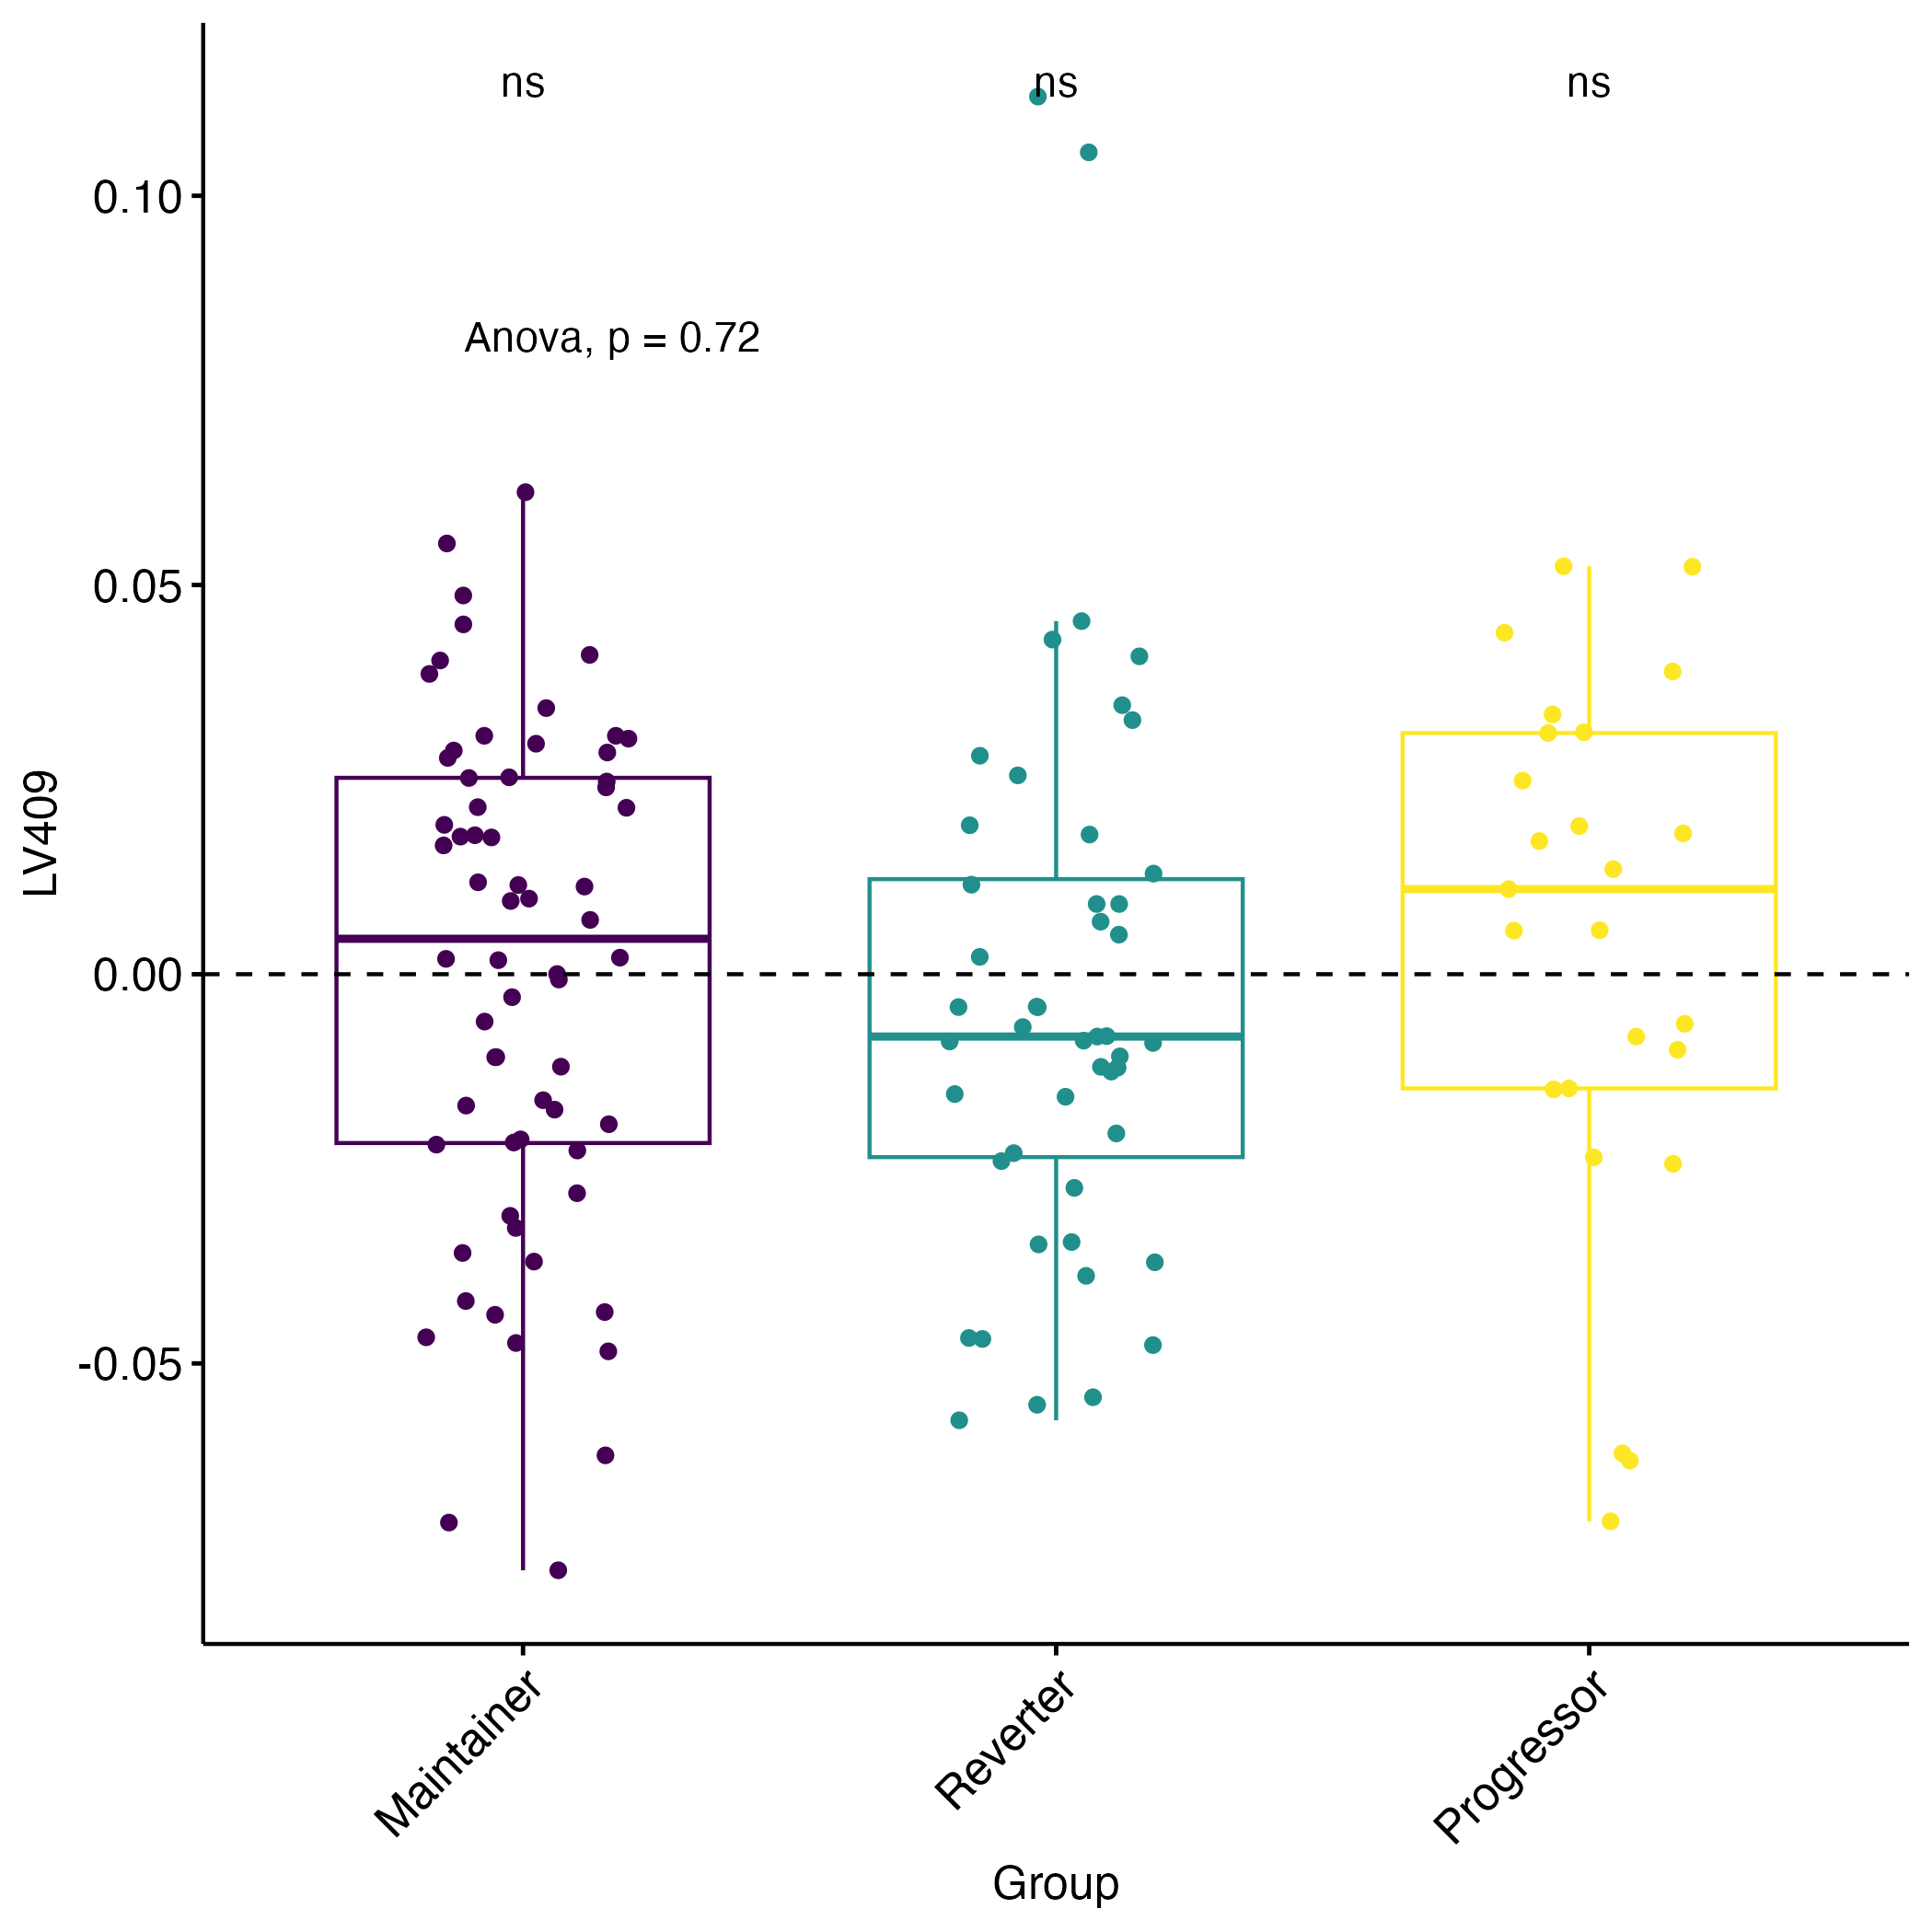 ns ns ns
Anova, p = 0.72
0.10
0.05
0.00
-0.05
LV409
Maintainer
Reverter
Progressor
Group